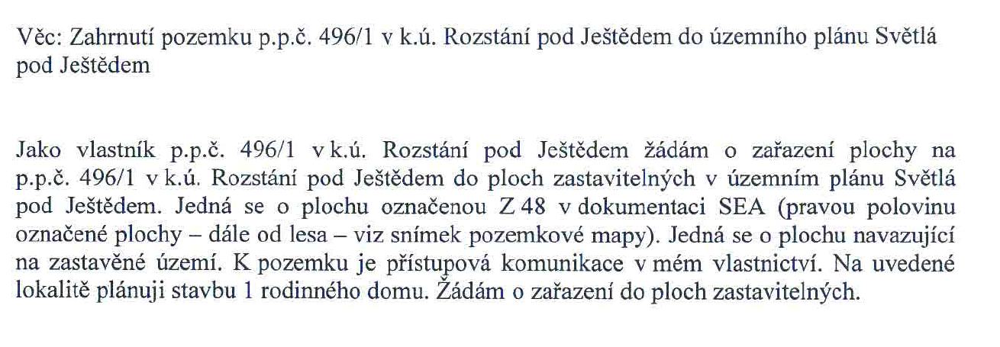 Věc: Zahrnutí pozemku p.p.č. 496/1 v k.ú. Rozstání pod Ještědem do územního plánu Světlá
pod Ještědem
Jako vlastník p.p.č. 496/1 v k.ú. Rozstání pod Ještědem žádám o zařazení plochy na
p.p.č. 496/1 v k.ú. Rozstání pod Ještědem do ploch zastavitelných v územním plánu Světlá
pod Ještědem. Jedná se o plochu označenou Z 48 v dokumentaci SEA (pravou polovinu
označené plochy – dále od lesa – viz snímek pozemkové mapy). Jedná se o plochu navazující
na zastavěné území. K pozemku je přístupová komunikace v mém vlastnictví. Na uvedené
lokalitě plánuji stavbu 1 rodinného domu. Žádám o zařazení do ploch zastavitelných.